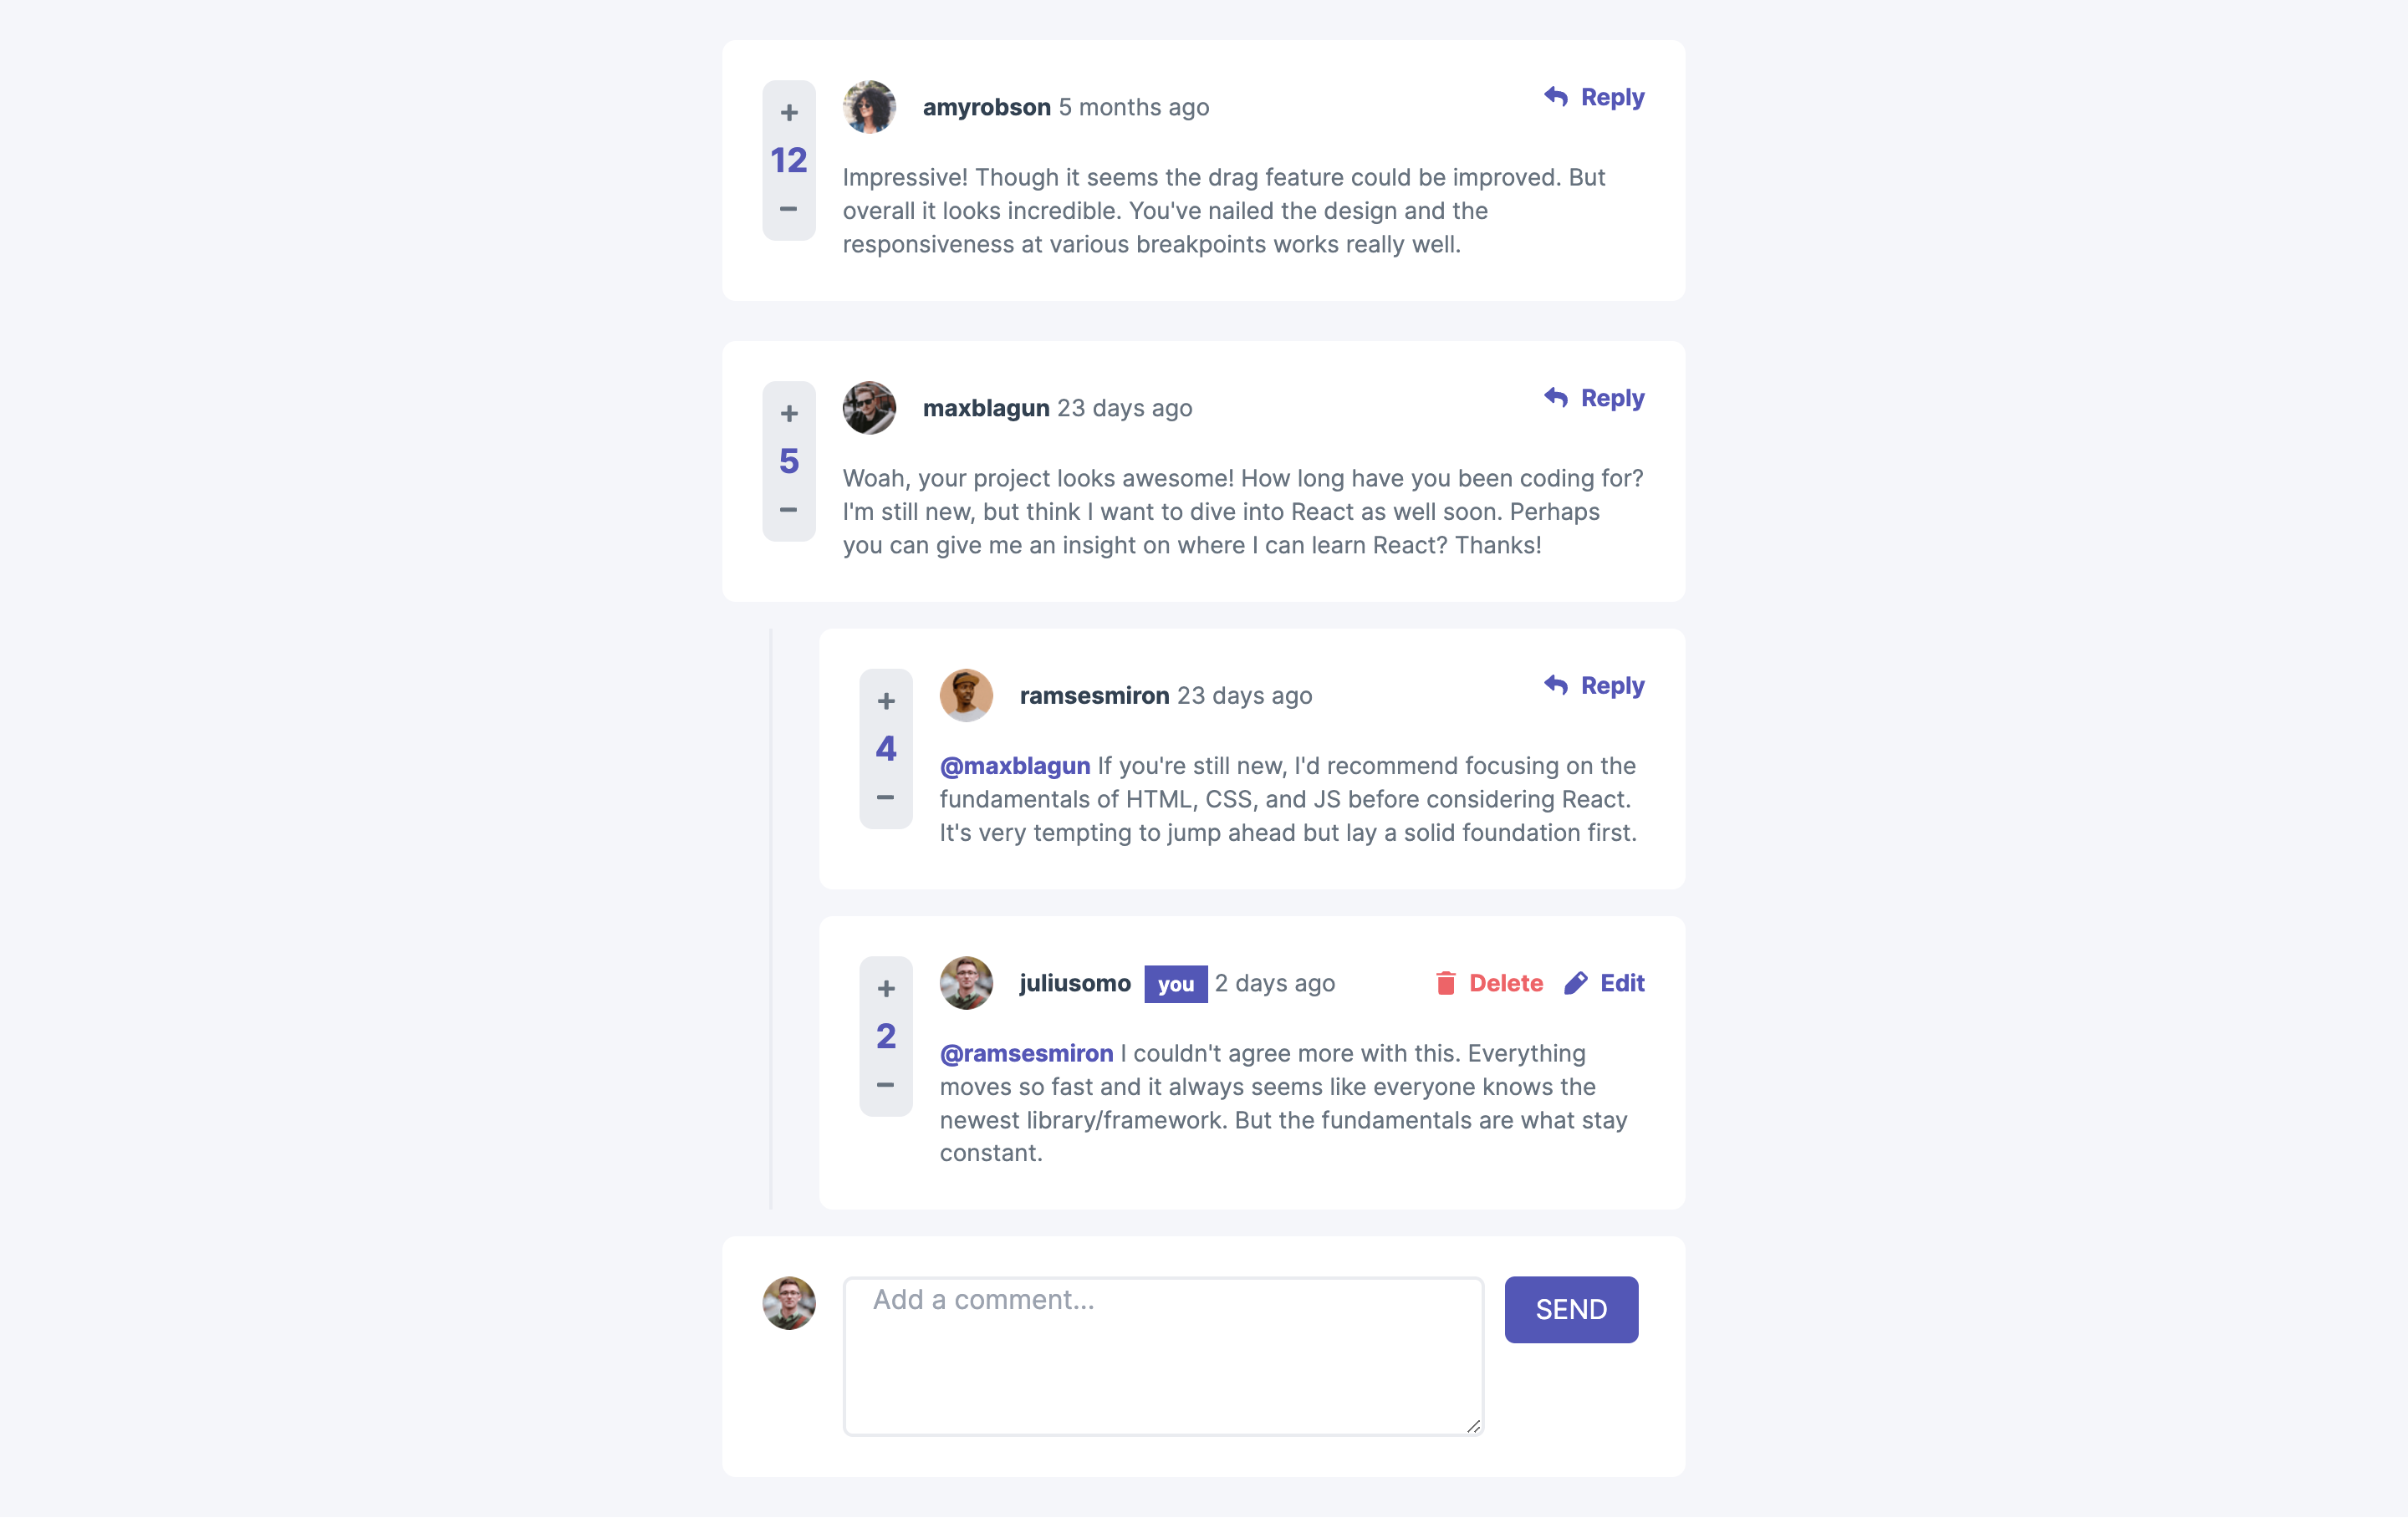 +
12
−
amyrobson 5 months ago
Reply
Impressive! Though it seems the drag feature could be improved. But
overall it looks incredible. You've nailed the design and the
responsiveness at various breakpoints works really well.
+
5
−
maxblagun 23 days ago
Reply
Woah, your project looks awesome! How long have you been coding for?
I'm still new, but think I want to dive into React as well soon. Perhaps
you can give me an insight on where I can learn React? Thanks!
+
4
−
ramsesmiron 23 days ago
Reply
@maxblagun If you're still new, I'd recommend focusing on the
fundamentals of HTML, CSS, and JS before considering React.
It's very tempting to jump ahead but lay a solid foundation first.
+
2
−
juliusomo you 2 days ago
Delete Edit
@ramsesmiron I couldn't agree more with this. Everything
moves so fast and it always seems like everyone knows the
newest library/framework. But the fundamentals are what stay
constant.
Add a comment...
SEND